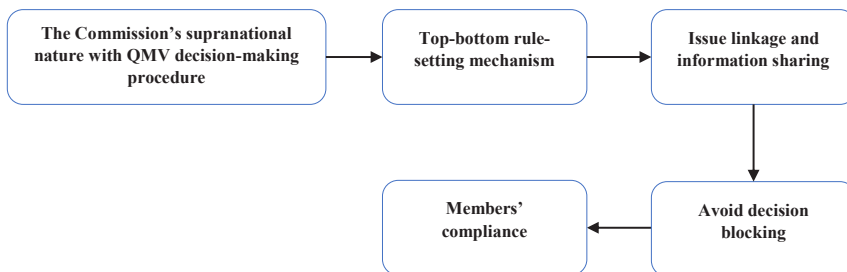 The Commission’s supranational
nature with QMV decision-making
procedure
Top-bottom rule-
setting mechanism
Issue linkage and
information sharing
Avoid decision
blocking
Members’
compliance